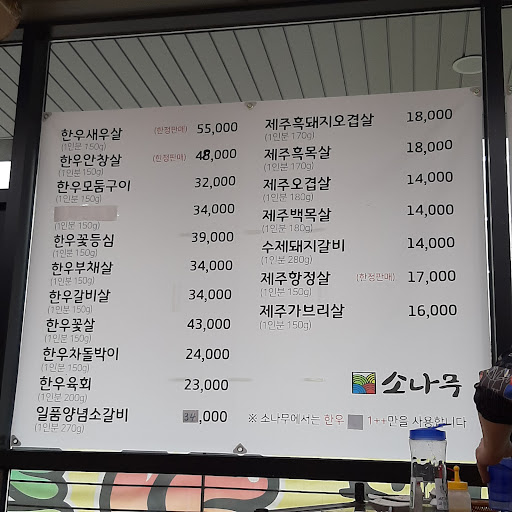 한우새우살 (한정판매) 55,000
(1인분 150g)
한우안창살 (한정판매) 48,000
(1인분 150g)
한우모둠구이 32,000
(1인분 150g)
34,000
(1인분 150g)
한우꽃등심 39,000
(1인분 150g)
한우부채살 34,000
(1인분 150g)
한우갈비살 34,000
(1인분 150g)
한우꽃살 43,000
(1인분 150g)
한우차돌박이 24,000
(1인분 150g)
한우육회 23,000
(1인분 200g)
일품양념소갈비 34,000
(1인분 270g)
제주흑돼지오겹살 18,000
(1인분 170g)
제주흑목살 18,000
(1인분 170g)
제주오겹살 14,000
(1인분 180g)
제주백목살 14,000
(1인분 180g)
수제돼지갈비 14,000
(1인분 280g)
제주항정살 (한정판매) 17,000
(1인분 150g)
제주가브리살 16,000
(1인분 150g)
소나무
※ 소나무에서는 한우 1++만을 사용합니다